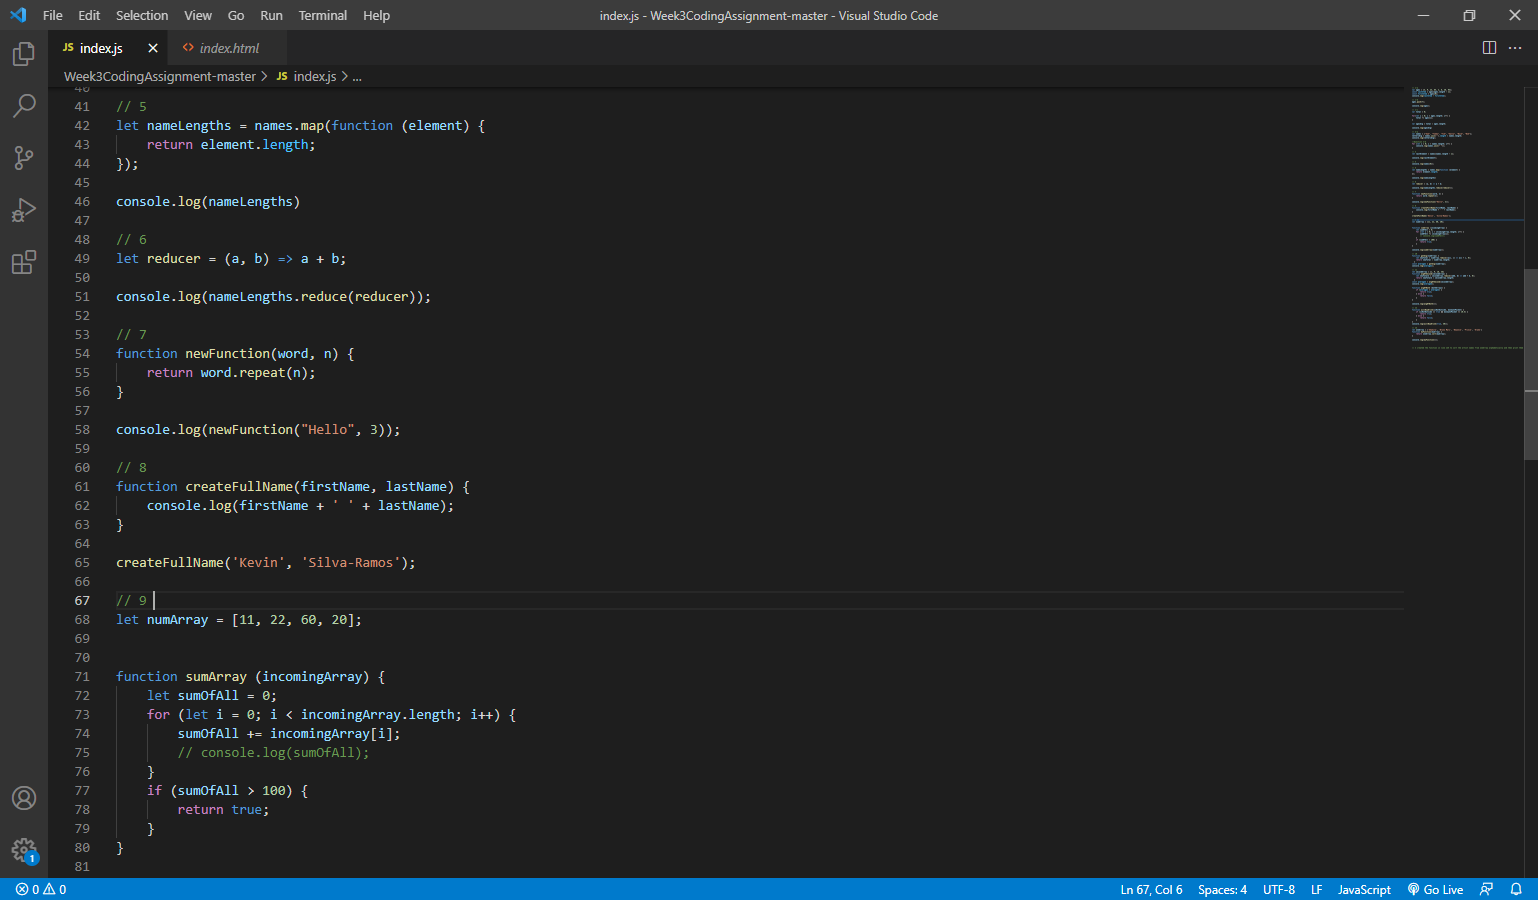 File Edit Selection View Go Run Terminal Help index.js - Week3CodingAssignment-master - Visual Studio Code
JS index.js <> index.html
Week3CodingAssignment-master > JS index.js > ...
40
41 // 5
42 let nameLengths = names.map(function (element) {
43     return element.length;
44 });
45
46 console.log(nameLengths)
47
48 // 6
49 let reducer = (a, b) => a + b;
50
51 console.log(nameLengths.reduce(reducer));
52
53 // 7
54 function newFunction(word, n) {
55     return word.repeat(n);
56 }
57
58 console.log(newFunction("Hello", 3));
59
60 // 8
61 function createFullName(firstName, lastName) {
62     console.log(firstName + ' ' + lastName);
63 }
64
65 createFullName('Kevin', 'Silva-Ramos');
66
67 // 9
68 let numArray = [11, 22, 60, 20];
69
70
71 function sumArray (incomingArray) {
72     let sumOfAll = 0;
73     for (let i = 0; i < incomingArray.length; i++) {
74         sumOfAll += incomingArray[i];
75         // console.log(sumOfAll);
76     }
77     if (sumOfAll > 100) {
78         return true;
79     }
80 }
81
1
0 0 Ln 67, Col 6 Spaces: 4 UTF-8 LF JavaScript Go Live